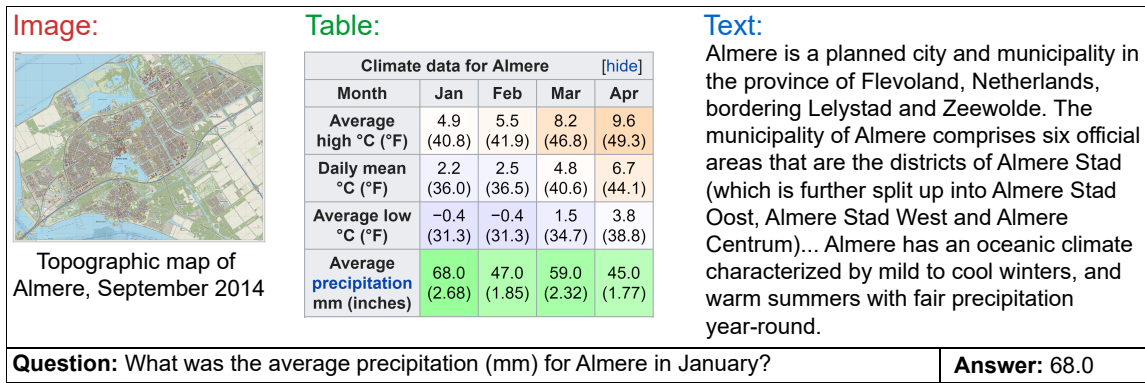 Image:
Topographic map of
Almere, September 2014
Table:
Climate data for Almere [hide]
Month Jan Feb Mar Apr
Average high °C (°F) 4.9 (40.8) 5.5 (41.9) 8.2 (46.8) 9.6 (49.3)
Daily mean °C (°F) 2.2 (36.0) 2.5 (36.5) 4.8 (40.6) 6.7 (44.1)
Average low °C (°F) −0.4 (31.3) −0.4 (31.3) 1.5 (34.7) 3.8 (38.8)
Average precipitation mm (inches) 68.0 (2.68) 47.0 (1.85) 59.0 (2.32) 45.0 (1.77)
Text:
Almere is a planned city and municipality in
the province of Flevoland, Netherlands,
bordering Lelystad and Zeewolde. The
municipality of Almere comprises six official
areas that are the districts of Almere Stad
(which is further split up into Almere Stad
Oost, Almere Stad West and Almere
Centrum)... Almere has an oceanic climate
characterized by mild to cool winters, and
warm summers with fair precipitation
year-round.
Question: What was the average precipitation (mm) for Almere in January?
Answer: 68.0